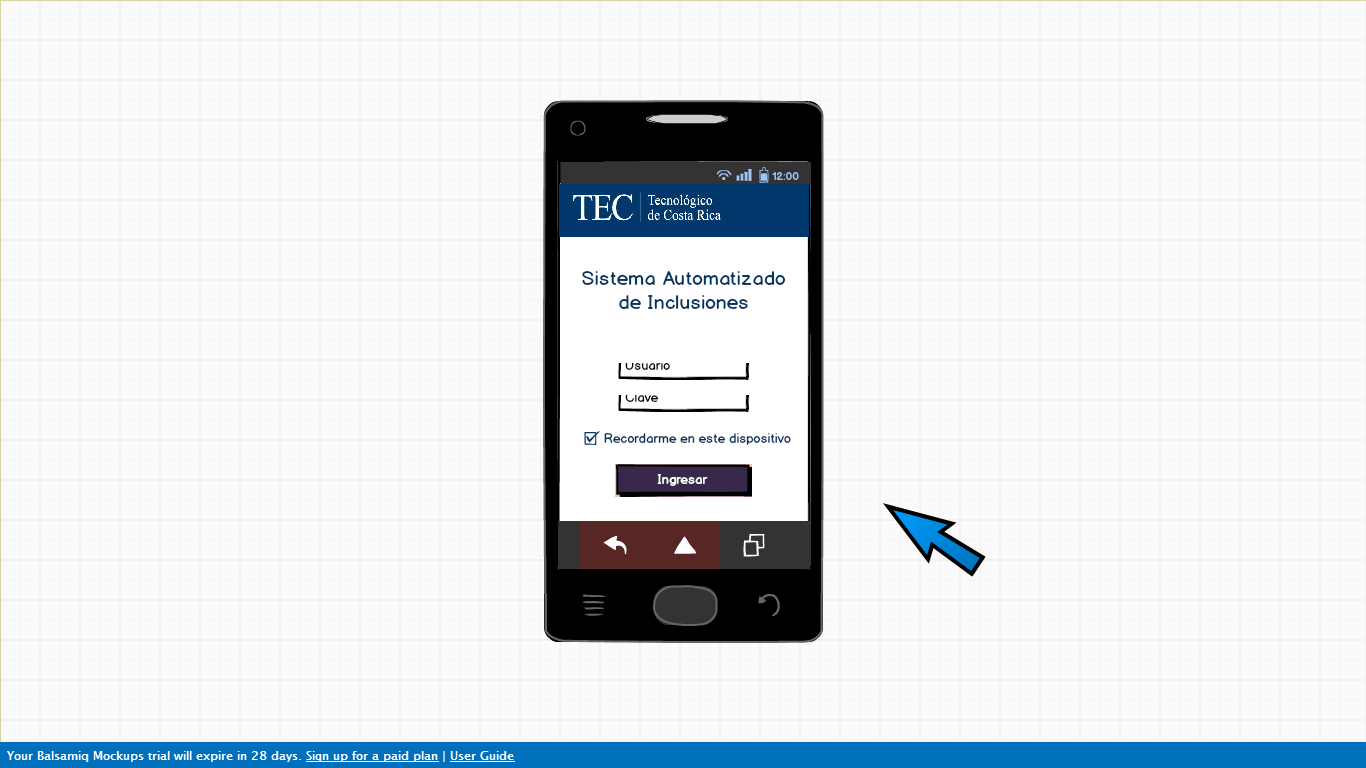 12:00
TEC
Tecnológico
de Costa Rica
Sistema Automatizado
de Inclusiones
Usuario
Clave
Recordarme en este dispositivo
Ingresar
Your Balsamiq Mockups trial will expire in 28 days. Sign up for a paid plan | User Guide